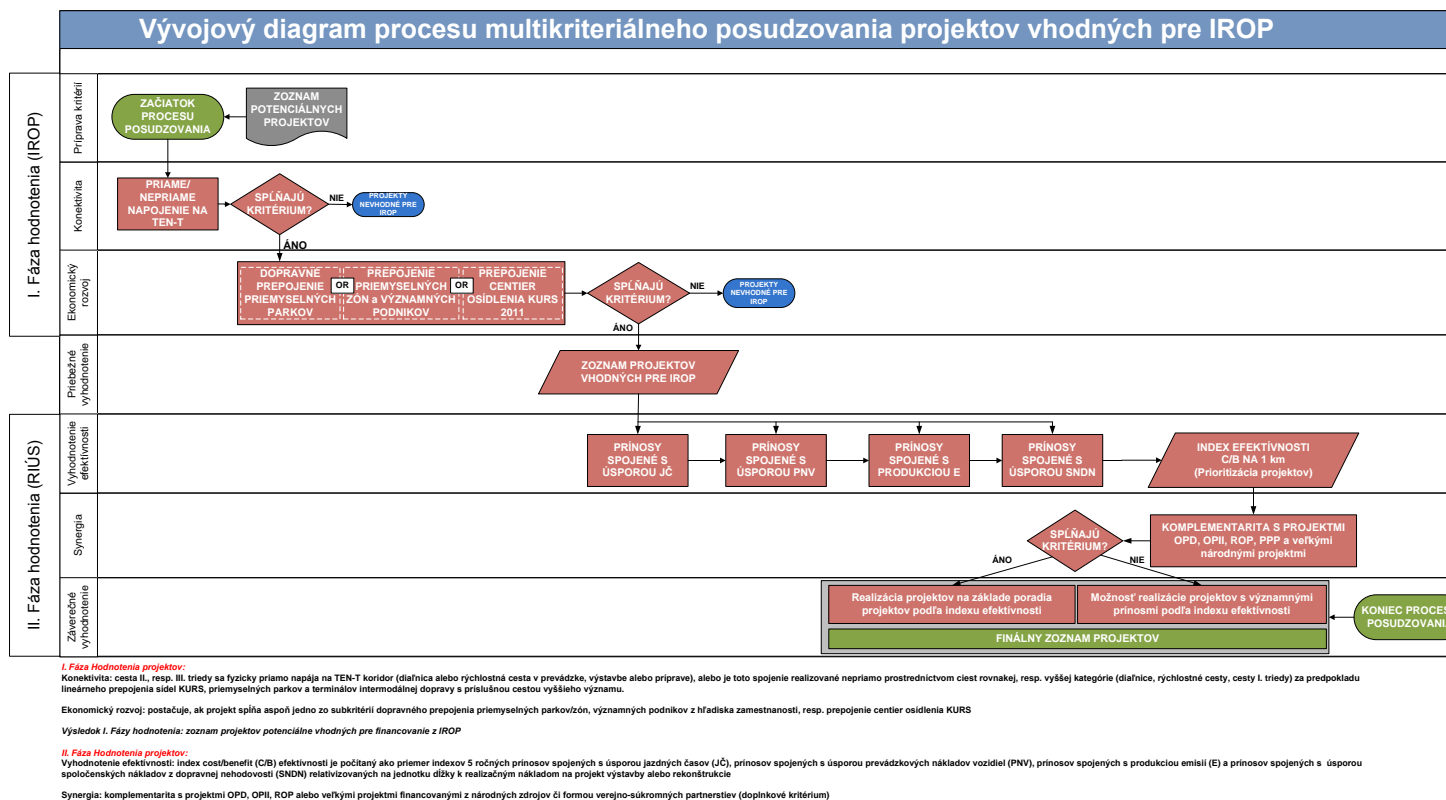 Vývojový diagram procesu multikriteriálneho posudzovania projektov vhodných pre IROP
I. Fáza hodnotenia (IROP)
Príprava kritérií
ZAČIATOK
PROCESU
POSUDZOVANIA
ZOZNAM
POTENCIÁLNYCH
PROJEKTOV
Konektivita
PRIAME/
NEPRIAME
NAPOJENIE NA
TEN-T
SPĹŇAJÚ
KRITÉRIUM?
NIE
PROJEKTY
NEVHODNÉ PRE
IROP
ÁNO
Ekonomický
rozvoj
DOPRAVNÉ
PREPOJENIE
PRIEMYSELNÝCH
PARKOV
OR
PREPOJENIE
PRIEMYSELNÝCH
ZÓN a VÝZNAMNÝCH
PODNIKOV
OR
PREPOJENIE
CENTIER
OSÍDLENIA KURS
2011
SPĹŇAJÚ
KRITÉRIUM?
NIE
PROJEKTY
NEVHODNÉ PRE
IROP
ÁNO
Priebežné
vyhodnotenie
ZOZNAM PROJEKTOV
VHODNÝCH PRE IROP
II. Fáza hodnotenia (RIÚS)
Vyhodnotenie
efektívnosti
PRÍNOSY
SPOJENÉ S
ÚSPOROU JČ
PRÍNOSY
SPOJENÉ S
ÚSPOROU PNV
PRÍNOSY
SPOJENÉ S
PRODUKCIOU E
PRÍNOSY
SPOJENÉ S
ÚSPOROU SNDN
INDEX EFEKTÍVNOSTI
C/B NA 1 km
(Prioritizácia projektov)
Synergia
SPĹŇAJÚ
KRITÉRIUM?
KOMPLEMENTARITA S PROJEKTMI
OPD, OPII, ROP, PPP a veľkými
národnými projektmi
ÁNO
NIE
Záverečné
vyhodnotenie
Realizácia projektov na základe poradia
projektov podľa indexu efektívnosti
Možnosť realizácie projektov s významnými
prínosmi podľa indexu efektívnosti
FINÁLNY ZOZNAM PROJEKTOV
KONIEC PROCES
POSUDZOVANIA
I. Fáza Hodnotenia projektov:
Konektivita: cesta II., resp. III. triedy sa fyzicky priamo napája na TEN-T koridor (diaľnica alebo rýchlostná cesta v prevádzke, výstavbe alebo príprave), alebo je toto spojenie realizované nepriamo prostredníctvom ciest rovnakej, resp. vyššej kategórie (diaľnice, rýchlostné cesty, cesty I. triedy) za predpokladu
lineárneho prepojenia sídel KURS, priemyselných parkov a terminálov intermodálnej dopravy s príslušnou cestou vyššieho významu.
Ekonomický rozvoj: postačuje, ak projekt spĺňa aspoň jedno zo subkritérií dopravného prepojenia priemyselných parkov/zón, významných podnikov z hľadiska zamestnanosti, resp. prepojenie centier osídlenia KURS
Výsledok I. Fázy hodnotenia: zoznam projektov potenciálne vhodných pre financovanie z IROP
II. Fáza Hodnotenia projektov:
Vyhodnotenie efektívnosti: index cost/benefit (C/B) efektívnosti je počítaný ako priemer indexov 5 ročných prínosov spojených s úsporou jazdných časov (JČ), prínosov spojených s úsporou prevádzkových nákladov vozidiel (PNV), prínosov spojených s produkciou emisií (E) a prínosov spojených s úsporou
spoločenských nákladov z dopravnej nehodovosti (SNDN) relativizovaných na jednotku dĺžky k realizačným nákladom na projekt výstavby alebo rekonštrukcie
Synergia: komplementarita s projektmi OPD, OPII, ROP alebo veľkými projektmi financovanými z národných zdrojov či formou verejno-súkromných partnerstiev (doplnkové kritérium)